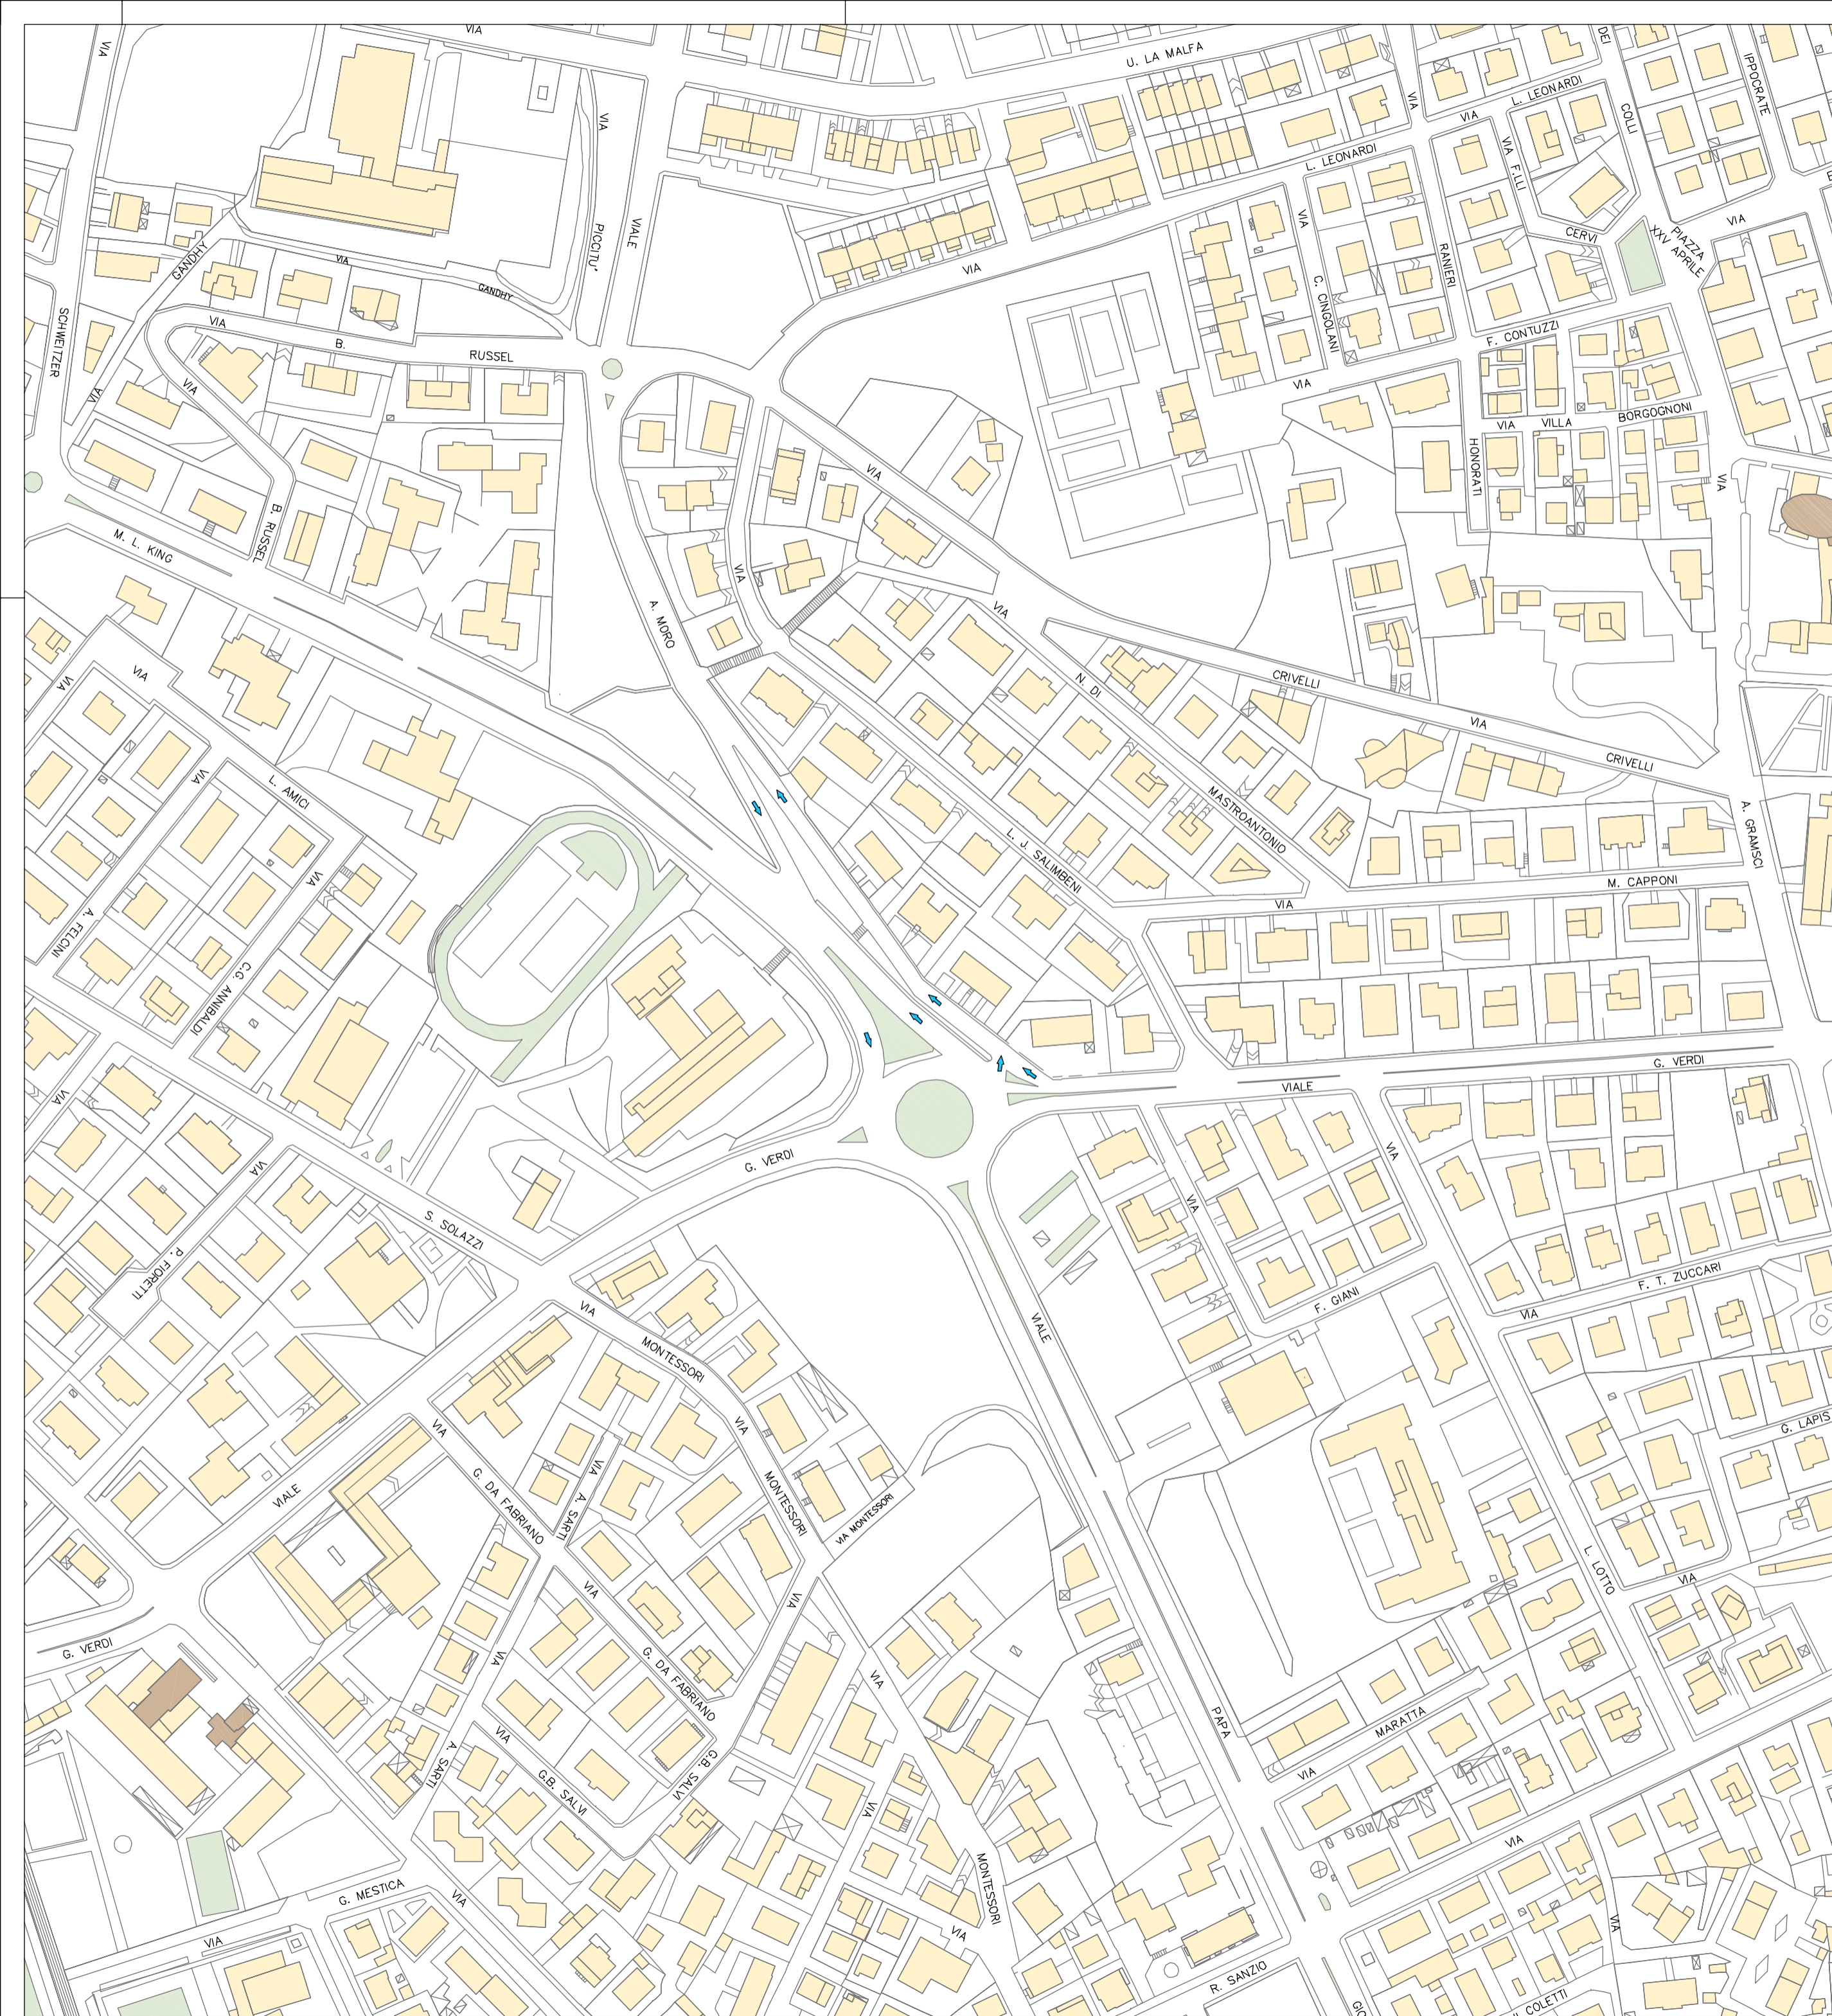 VIA
VIA
U. LA MALFA
VIA
DEI
IPPOCRATE
L. LEONARDI
COLLI
VIA
VIA
VIA F.LLI
L. LEONARDI
PICCITU'
VIALE
GANDHY
VIA
GANDHY
VIA
VIA
C. CINGOLANI
RANIERI
CERVI
PIAZZA
XXV APRILE
VIA
SCHWEITZER
VIA
B.
RUSSEL
VIA
VIA
F. CONTUZZI
VIA
BORGOGNONI
VILLA
VIA
HONORATI
VIA
VIA
B. RUSSEL
M. L. KING
A. MORO
VIA
VIA
N. DI
CRIVELLI
VIA
CRIVELLI
VIA
VIA
VIA
L. AMICI
MASTROANTONIO
L. J. SALIMBENI
A. GRAMSCI
M. CAPPONI
VIA
VIA
A. FELCINI
C.G. ANNIBALDI
VIA
G. VERDI
VIALE
VIA
VIA
G. VERDI
VIA
S. SOLAZZI
P. FIORETTI
VIA
MONTESSORI
VIALE
F. GIANI
F. T. ZUCCARI
VIA
VIA
G. LAPIS
VIA
MONTESSORI
VIA MONTESSORI
G. DA FABRIANO
VIA
A. SARTI
VIALE
L. LOTTO
VIA
VIA
VIA
G. VERDI
VIA
G. DA FABRIANO
VIA
PAPA
MARATTA
VIA
VIA
A. SARTI
G.B. SALVI
G.B. SALVI
VIA
VIA
MONTESSORI
G. MESTICA
VIA
VIA
VIA
VIA
R. SANZIO
COLETTI